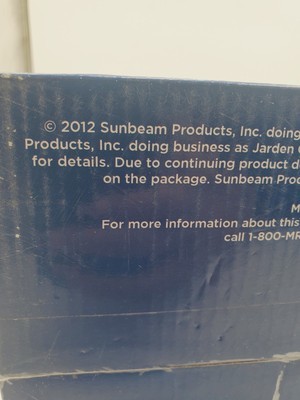 © 2012 Sunbeam Products, Inc. doing
Products, Inc. doing business as Jarden
for details. Due to continuing product
on the package. Sunbeam
For more information about this
call 1-800-MR